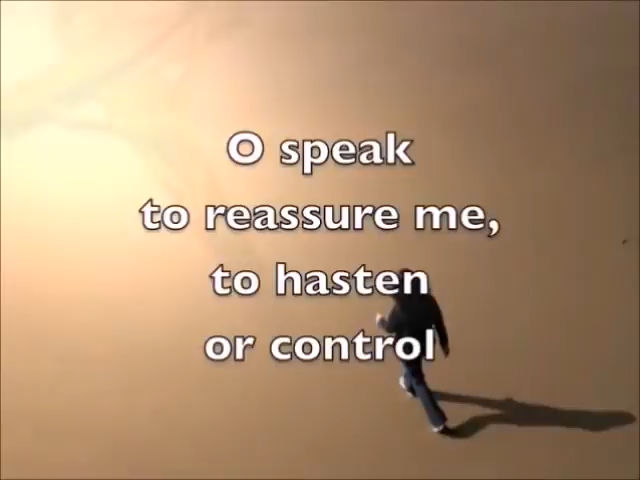 O speak
to reassure me,
to hasten
or control